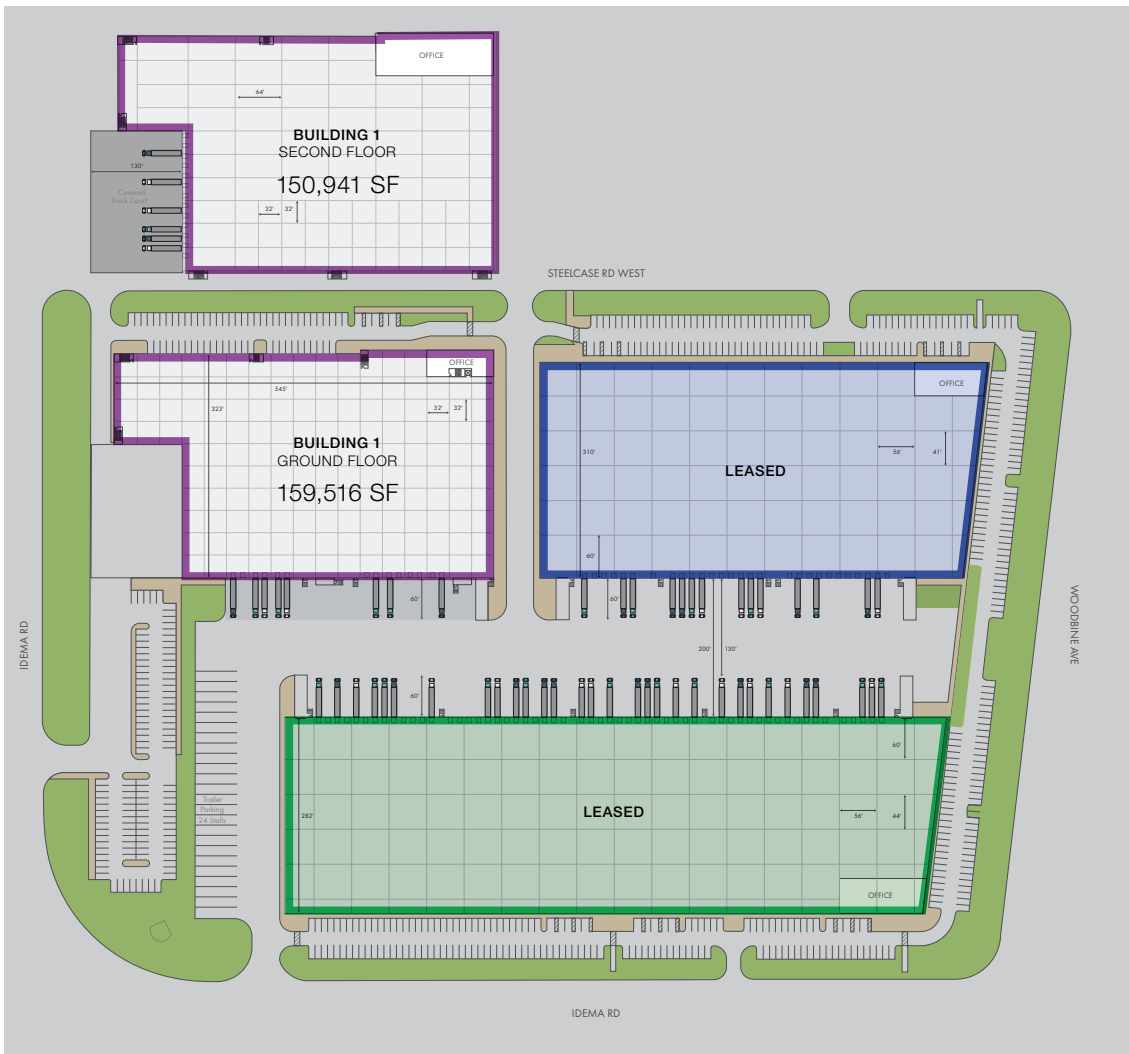 OFFICE
64'
BUILDING 1
SECOND FLOOR
150,941 SF
130'
Covered
Truck Court
32'
32'
STEELCASE RD WEST
OFFICE
545'
323'
32'
32'
BUILDING 1
GROUND FLOOR
159,516 SF
60'
OFFICE
310'
56'
41'
LEASED
60'
60'
200'
130'
IDEMA RD
WOODBINE AVE
60'
60'
Trailer
Parking
24 Stalls
282'
LEASED
56'
44'
OFFICE
IDEMA RD